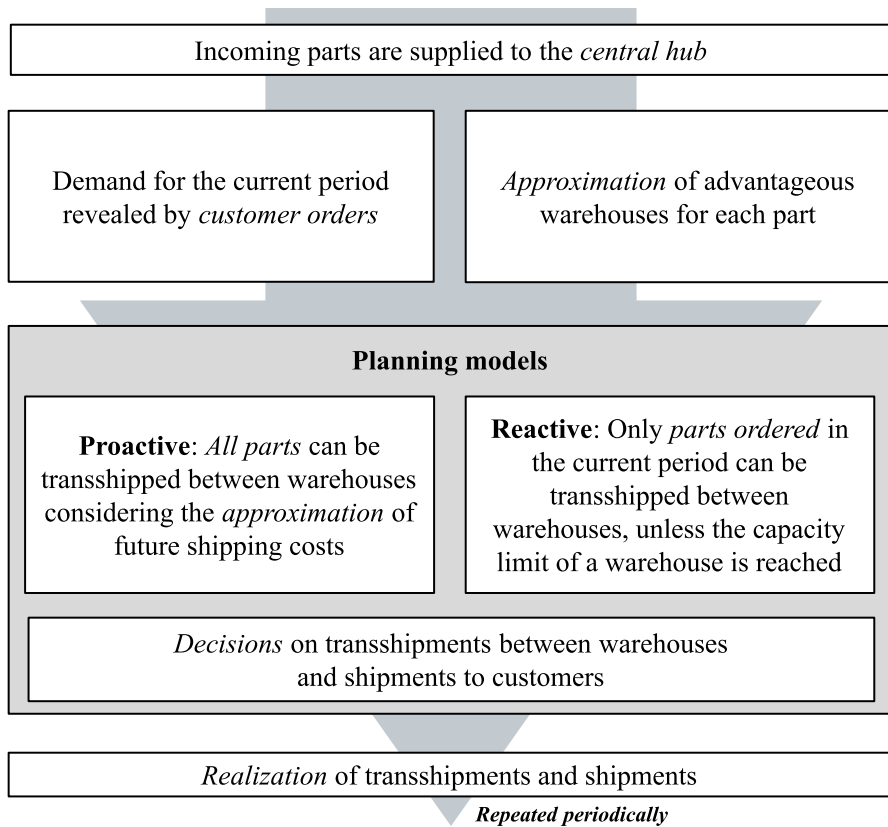 Incoming parts are supplied to the central hub
Demand for the current period
revealed by customer orders
Approximation of advantageous
warehouses for each part
Planning models
Proactive: All parts can be
transshipped between warehouses
considering the approximation of
future shipping costs
Reactive: Only parts ordered in
the current period can be
transshipped between
warehouses, unless the capacity
limit of a warehouse is reached
Decisions on transshipments between warehouses
and shipments to customers
Realization of transshipments and shipments
Repeated periodically